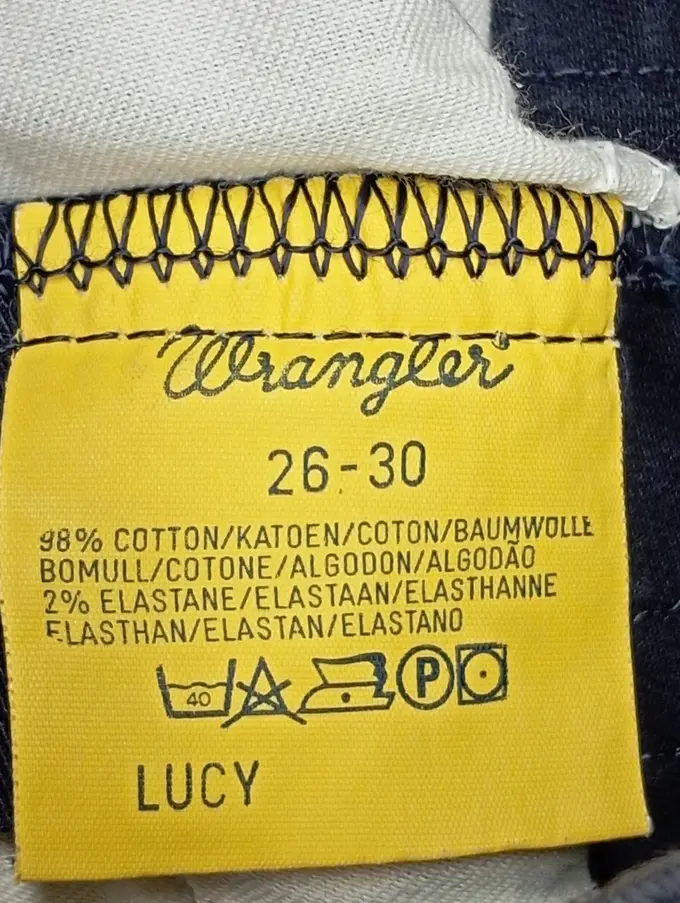 Wrangler®
26-30
98% COTTON/KATOEN/COTON/BAUMWOLLE
BOMULL/COTONE/ALGODON/ALGODÃO
2% ELASTANE/ELASTAAN/ELASTHANNE
ELASTHAN/ELASTAN/ELASTANO
40 P
LUCY